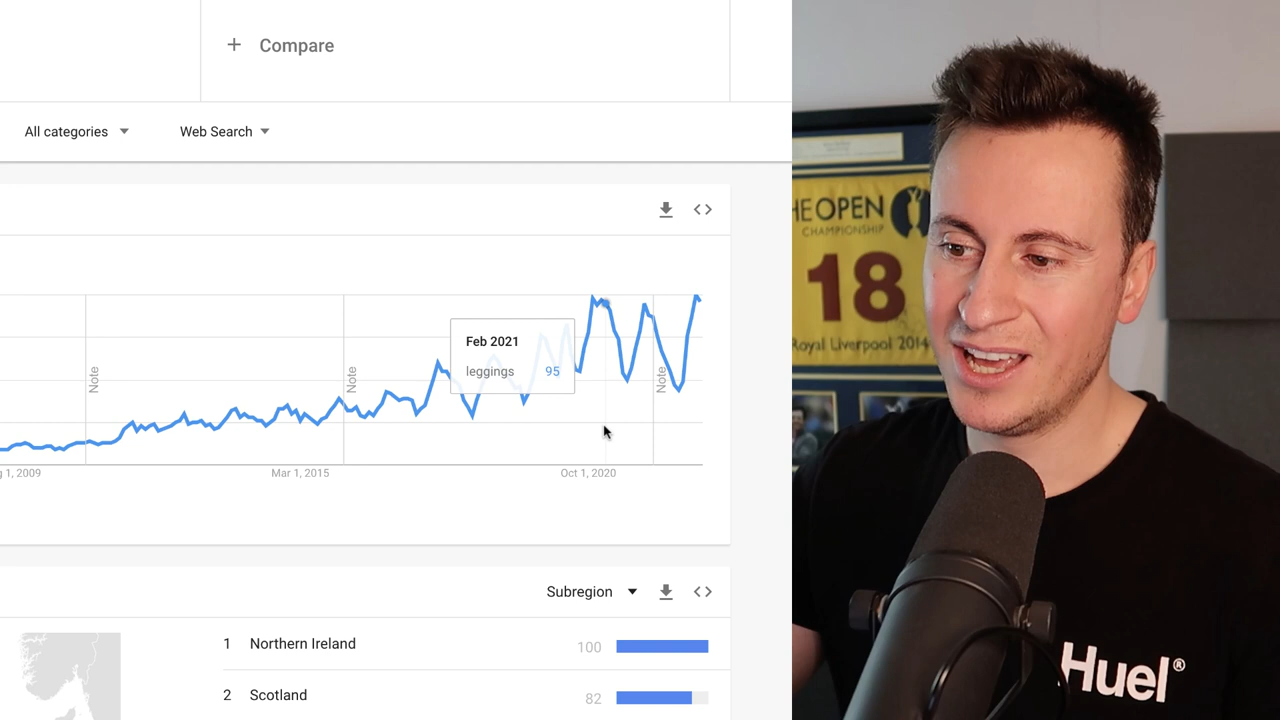 + Compare
All categories
Web Search
Note
Note
Note
Feb 2021
leggings 95
g 1, 2009
Mar 1, 2015
Oct 1, 2020
Subregion
1 Northern Ireland 100
2 Scotland 82
HE OPEN
CHAMPIONSHIP
18
Royal Liverpool 2014
Huel®